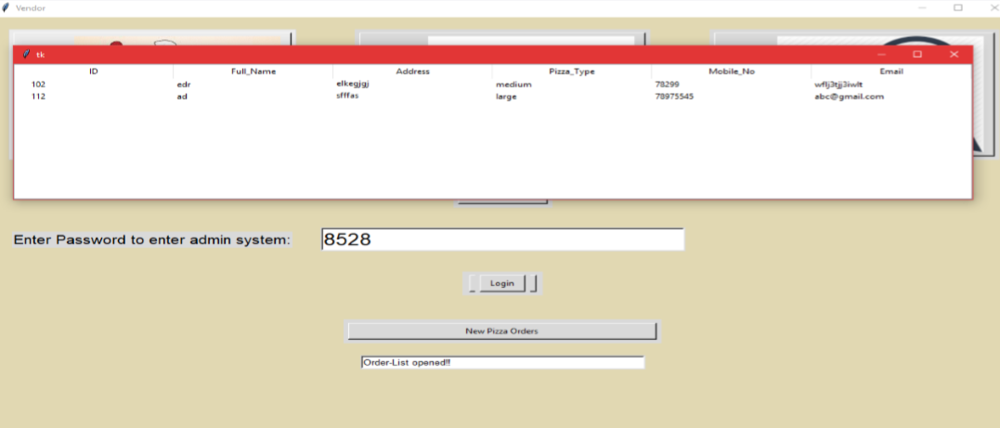 Vendor
tk
ID Full_Name Address Pizza_Type Mobile_No Email
102 edr elkegjgj medium 78299 wflj3tjj3iwlt
112 ad sfffas large 78975545 abc@gmail.com
Enter Password to enter admin system: 8528
Login
New Pizza Orders
Order-List opened!!